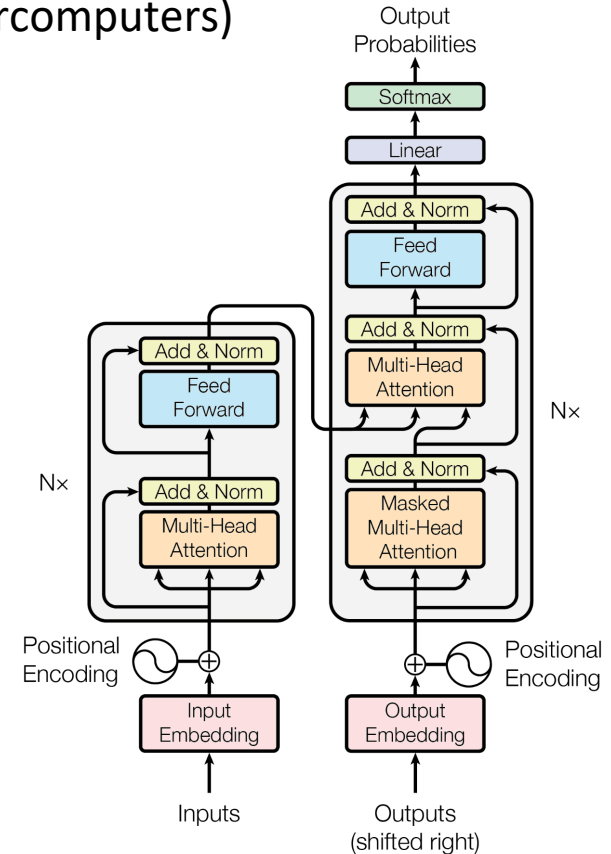 rcomputers)
Output
Probabilities
Softmax
Linear
Add & Norm
Feed
Forward
Add & Norm
Multi-Head
Attention
Nx
Add & Norm
Masked
Multi-Head
Attention
Add & Norm
Feed
Forward
Nx
Add & Norm
Multi-Head
Attention
Positional
Encoding
Positional
Encoding
Input
Embedding
Output
Embedding
Inputs
Outputs
(shifted right)